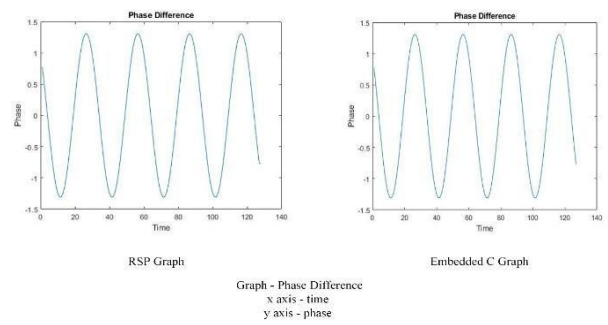 Phase Difference
1.5
1
0.5
0
-0.5
-1
-1.5
0 20 40 60 80 100 120 140
Phase
Time
RSP Graph
Phase Difference
1.5
1
0.5
0
-0.5
-1
-1.5
0 20 40 60 80 100 120 140
Phase
Time
Embedded C Graph
Graph - Phase Difference
x axis - time
y axis - phase